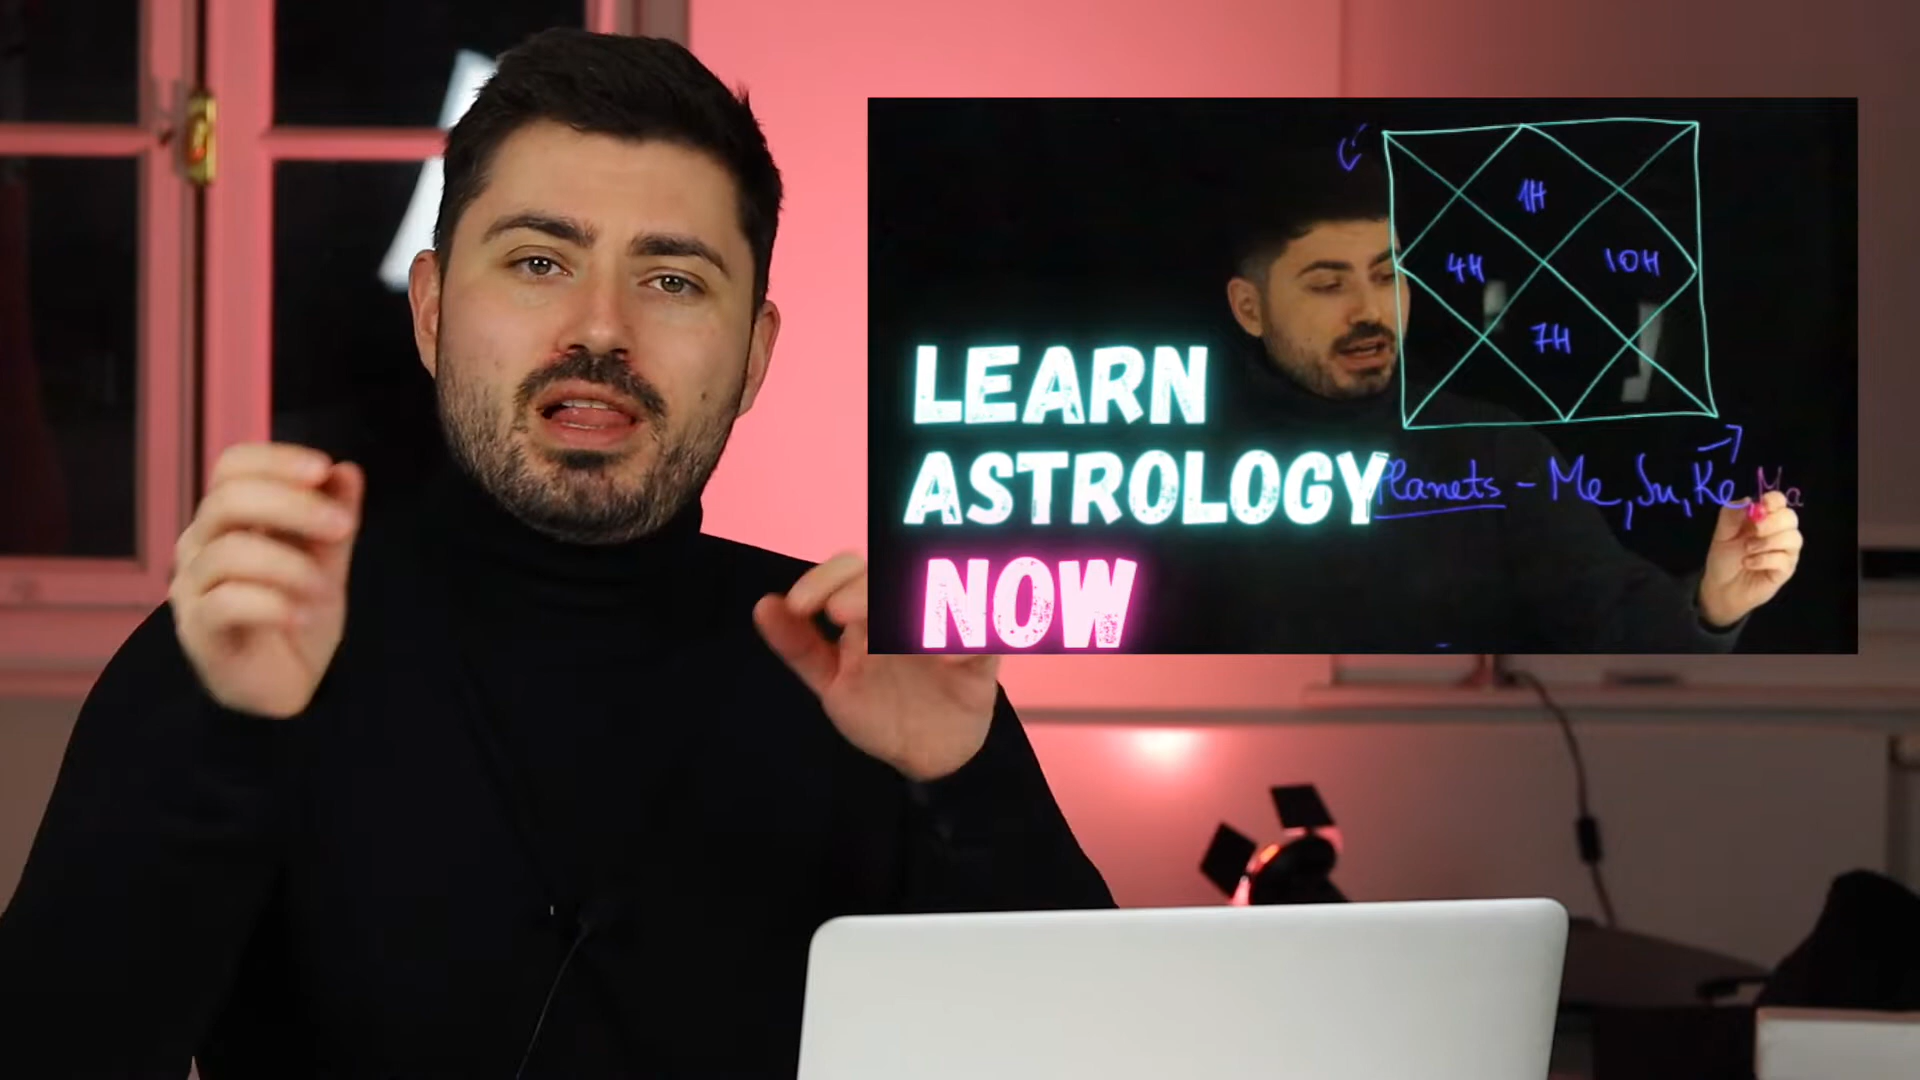 1H
4H
10H
7H
LEARN
ASTROLOGY
NOW
Planets - Me, Su, Ke, Ma